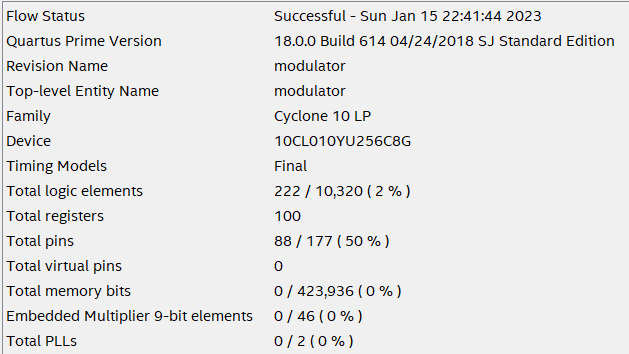 Flow Status Successful - Sun Jan 15 22:41:44 2023
Quartus Prime Version 18.0.0 Build 614 04/24/2018 SJ Standard Edition
Revision Name modulator
Top-level Entity Name modulator
Family Cyclone 10 LP
Device 10CL010YU256C8G
Timing Models Final
Total logic elements 222 / 10,320 ( 2 % )
Total registers 100
Total pins 88 / 177 ( 50 % )
Total virtual pins 0
Total memory bits 0 / 423,936 ( 0 % )
Embedded Multiplier 9-bit elements 0 / 46 ( 0 % )
Total PLLs 0 / 2 ( 0 % )